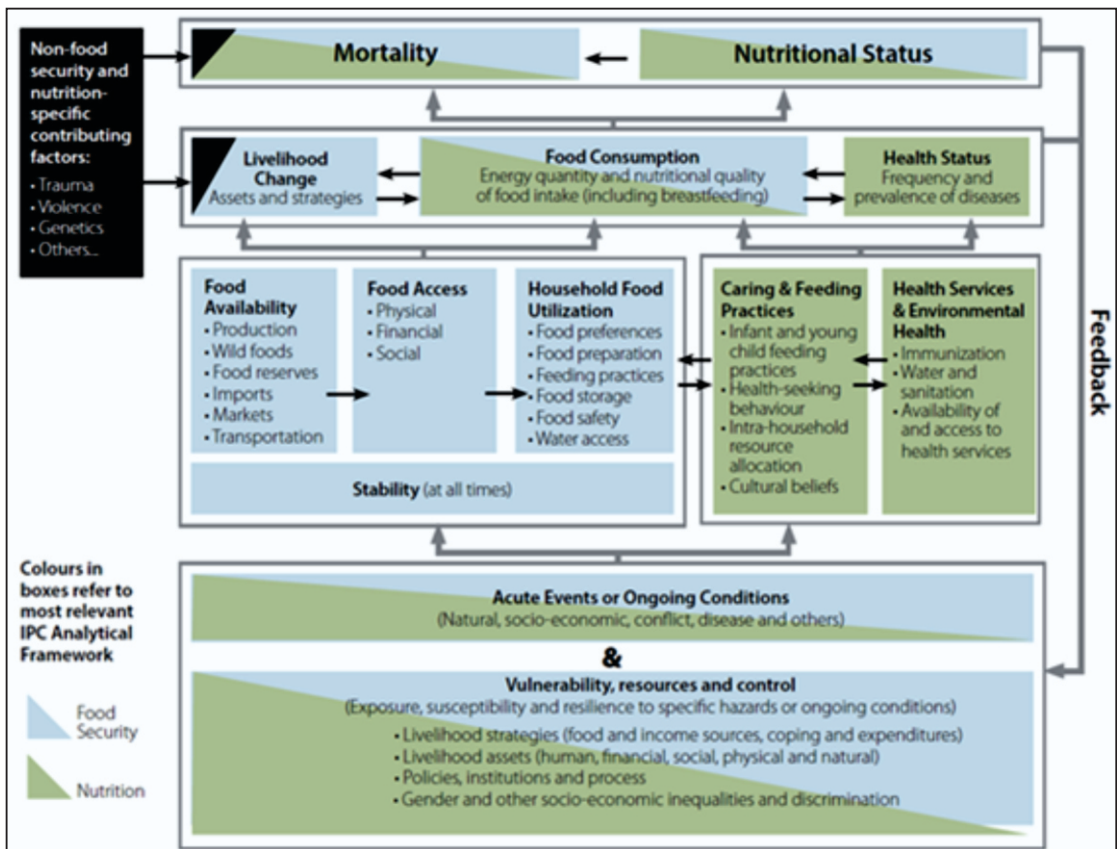 Non-food
security and
nutrition-
specific
contributing
factors:
• Trauma
• Violence
• Genetics
• Others...
Mortality
Nutritional Status
Livelihood
Change
Assets and strategies
Food Consumption
Energy quantity and nutritional quality
of food intake (including breastfeeding)
Health Status
Frequency and
prevalence of diseases
Food
Availability
• Production
• Wild foods
• Food reserves
• Imports
• Markets
• Transportation
Food Access
• Physical
• Financial
• Social
Household Food
Utilization
• Food preferences
• Food preparation
• Feeding practices
• Food storage
• Food safety
• Water access
Stability (at all times)
Caring & Feeding
Practices
• Infant and young
child feeding
practices
• Health-seeking
behaviour
• Intra-household
resource
allocation
• Cultural beliefs
Health Services
& Environmental
Health
• Immunization
• Water and
sanitation
• Availability of
and access to
health services
Feedback
Acute Events or Ongoing Conditions
(Natural, socio-economic, conflict, disease and others)
&
Vulnerability, resources and control
(Exposure, susceptibility and resilience to specific hazards or ongoing conditions)
• Livelihood strategies (food and income sources, coping and expenditures)
• Livelihood assets (human, financial, social, physical and natural)
• Policies, institutions and process
• Gender and other socio-economic inequalities and discrimination
Colours in
boxes refer to
most relevant
IPC Analytical
Framework
Food
Security
Nutrition